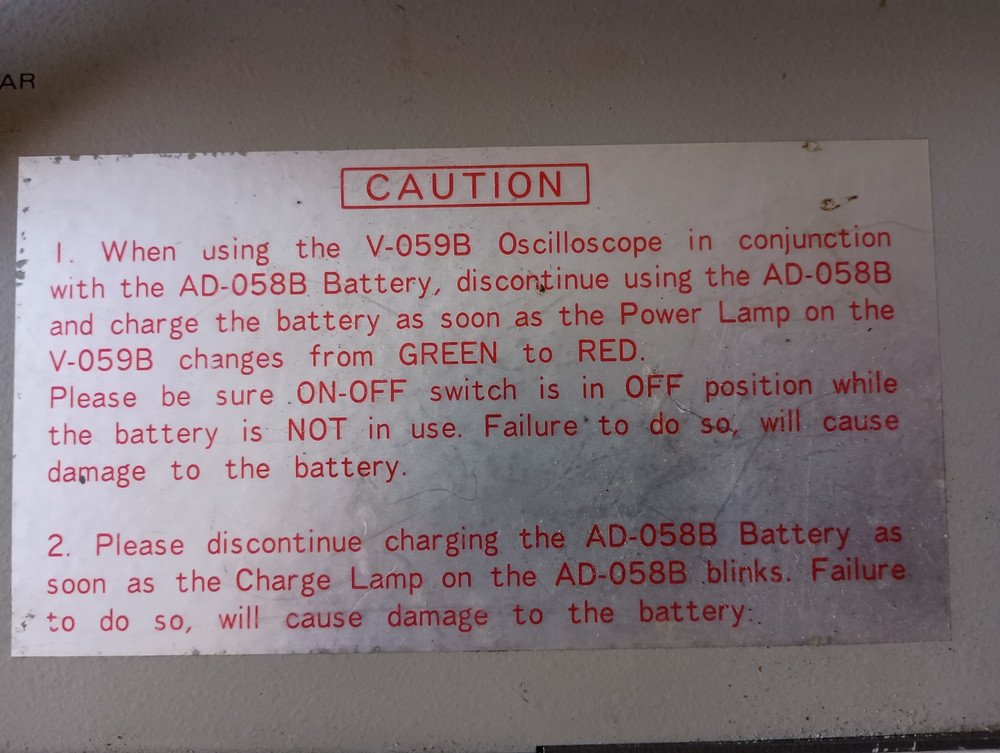 AR
CAUTION
1. When using the V-059B Oscilloscope in conjunction
with the AD-058B Battery, discontinue using the AD-058B
and charge the battery as soon as the Power Lamp on the
V-059B changes from GREEN to RED.
Please be sure ON-OFF switch is in OFF position while
the battery is NOT in use. Failure to do so, will cause
damage to the battery.
2. Please discontinue charging the AD-058B Battery as
soon as the Charge Lamp on the AD-058B blinks. Failure
to do so, will cause damage to the battery.